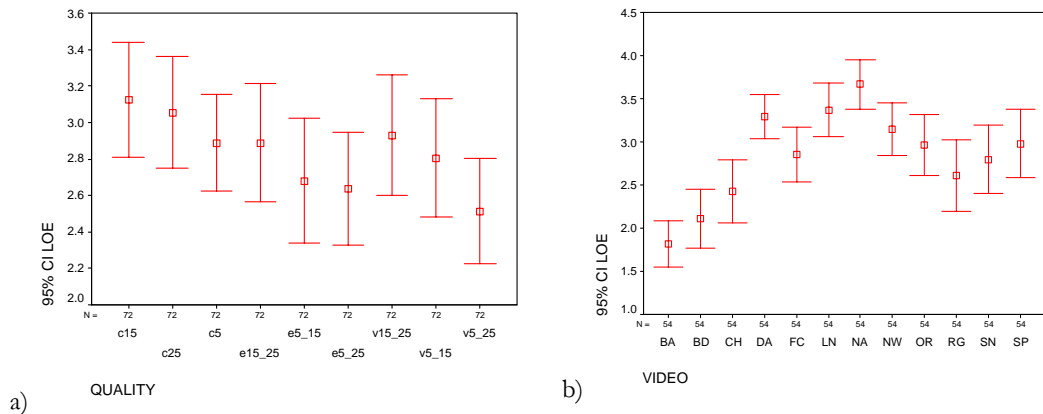 3.6
3.4
3.2
3.0
2.8
2.6
2.4
2.2
2.0
95% CI LOE
N = 72 72 72 72 72 72 72 72 72
c15 c5 e5_15 v15_25 v5_25
c25 e15_25 e5_25 v5_15
QUALITY
a)
4.5
4.0
3.5
3.0
2.5
2.0
1.5
1.0
95% CI LOE
N = 54 54 54 54 54 54 54 54 54 54 54 54
BA BD CH DA FC LN NA NW OR RG SN SP
VIDEO
b)